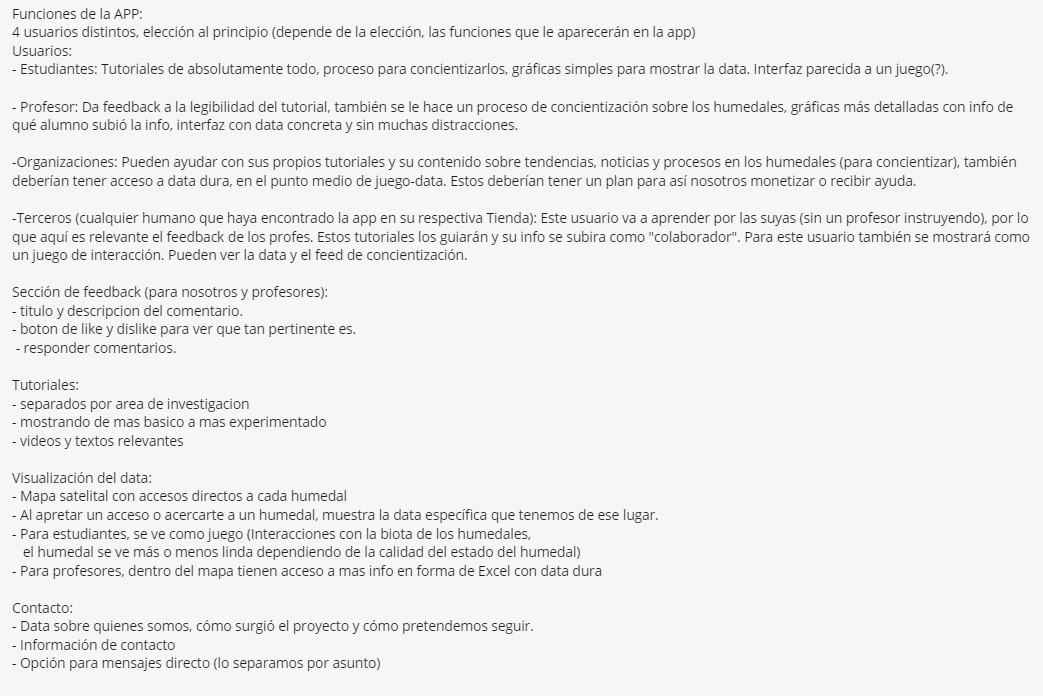 Funciones de la APP:
4 usuarios distintos, elección al principio (depende de la elección, las funciones que le aparecerán en la app)
Usuarios:
- Estudiantes: Tutoriales de absolutamente todo, proceso para concientizarlos, gráficas simples para mostrar la data. Interfaz parecida a un juego(?).
- Profesor: Da feedback a la legibilidad del tutorial, también se le hace un proceso de concientización sobre los humedales, gráficas más detalladas con info de
qué alumno subió la info, interfaz con data concreta y sin muchas distracciones.
-Organizaciones: Pueden ayudar con sus propios tutoriales y su contenido sobre tendencias, noticias y procesos en los humedales (para concientizar), también
deberían tener acceso a data dura, en el punto medio de juego-data. Estos deberían tener un plan para así nosotros monetizar o recibir ayuda.
-Terceros (cualquier humano que haya encontrado la app en su respectiva Tienda): Este usuario va a aprender por las suyas (sin un profesor instruyendo), por lo
que aquí es relevante el feedback de los profes. Estos tutoriales los guiarán y su info se subira como "colaborador". Para este usuario también se mostrará como
un juego de interacción. Pueden ver la data y el feed de concientización.
Sección de feedback (para nosotros y profesores):
- titulo y descripcion del comentario.
- boton de like y dislike para ver que tan pertinente es.
- responder comentarios.
Tutoriales:
- separados por area de investigacion
- mostrando de mas basico a mas experimentado
- videos y textos relevantes
Visualización del data:
- Mapa satelital con accesos directos a cada humedal
- Al apretar un acceso o acercarte a un humedal, muestra la data específica que tenemos de ese lugar.
- Para estudiantes, se ve como juego (Interacciones con la biota de los humedales,
el humedal se ve más o menos linda dependiendo de la calidad del estado del humedal)
- Para profesores, dentro del mapa tienen acceso a mas info en forma de Excel con data dura
Contacto:
- Data sobre quienes somos, cómo surgió el proyecto y cómo pretendemos seguir.
- Información de contacto
- Opción para mensajes directo (lo separamos por asunto)